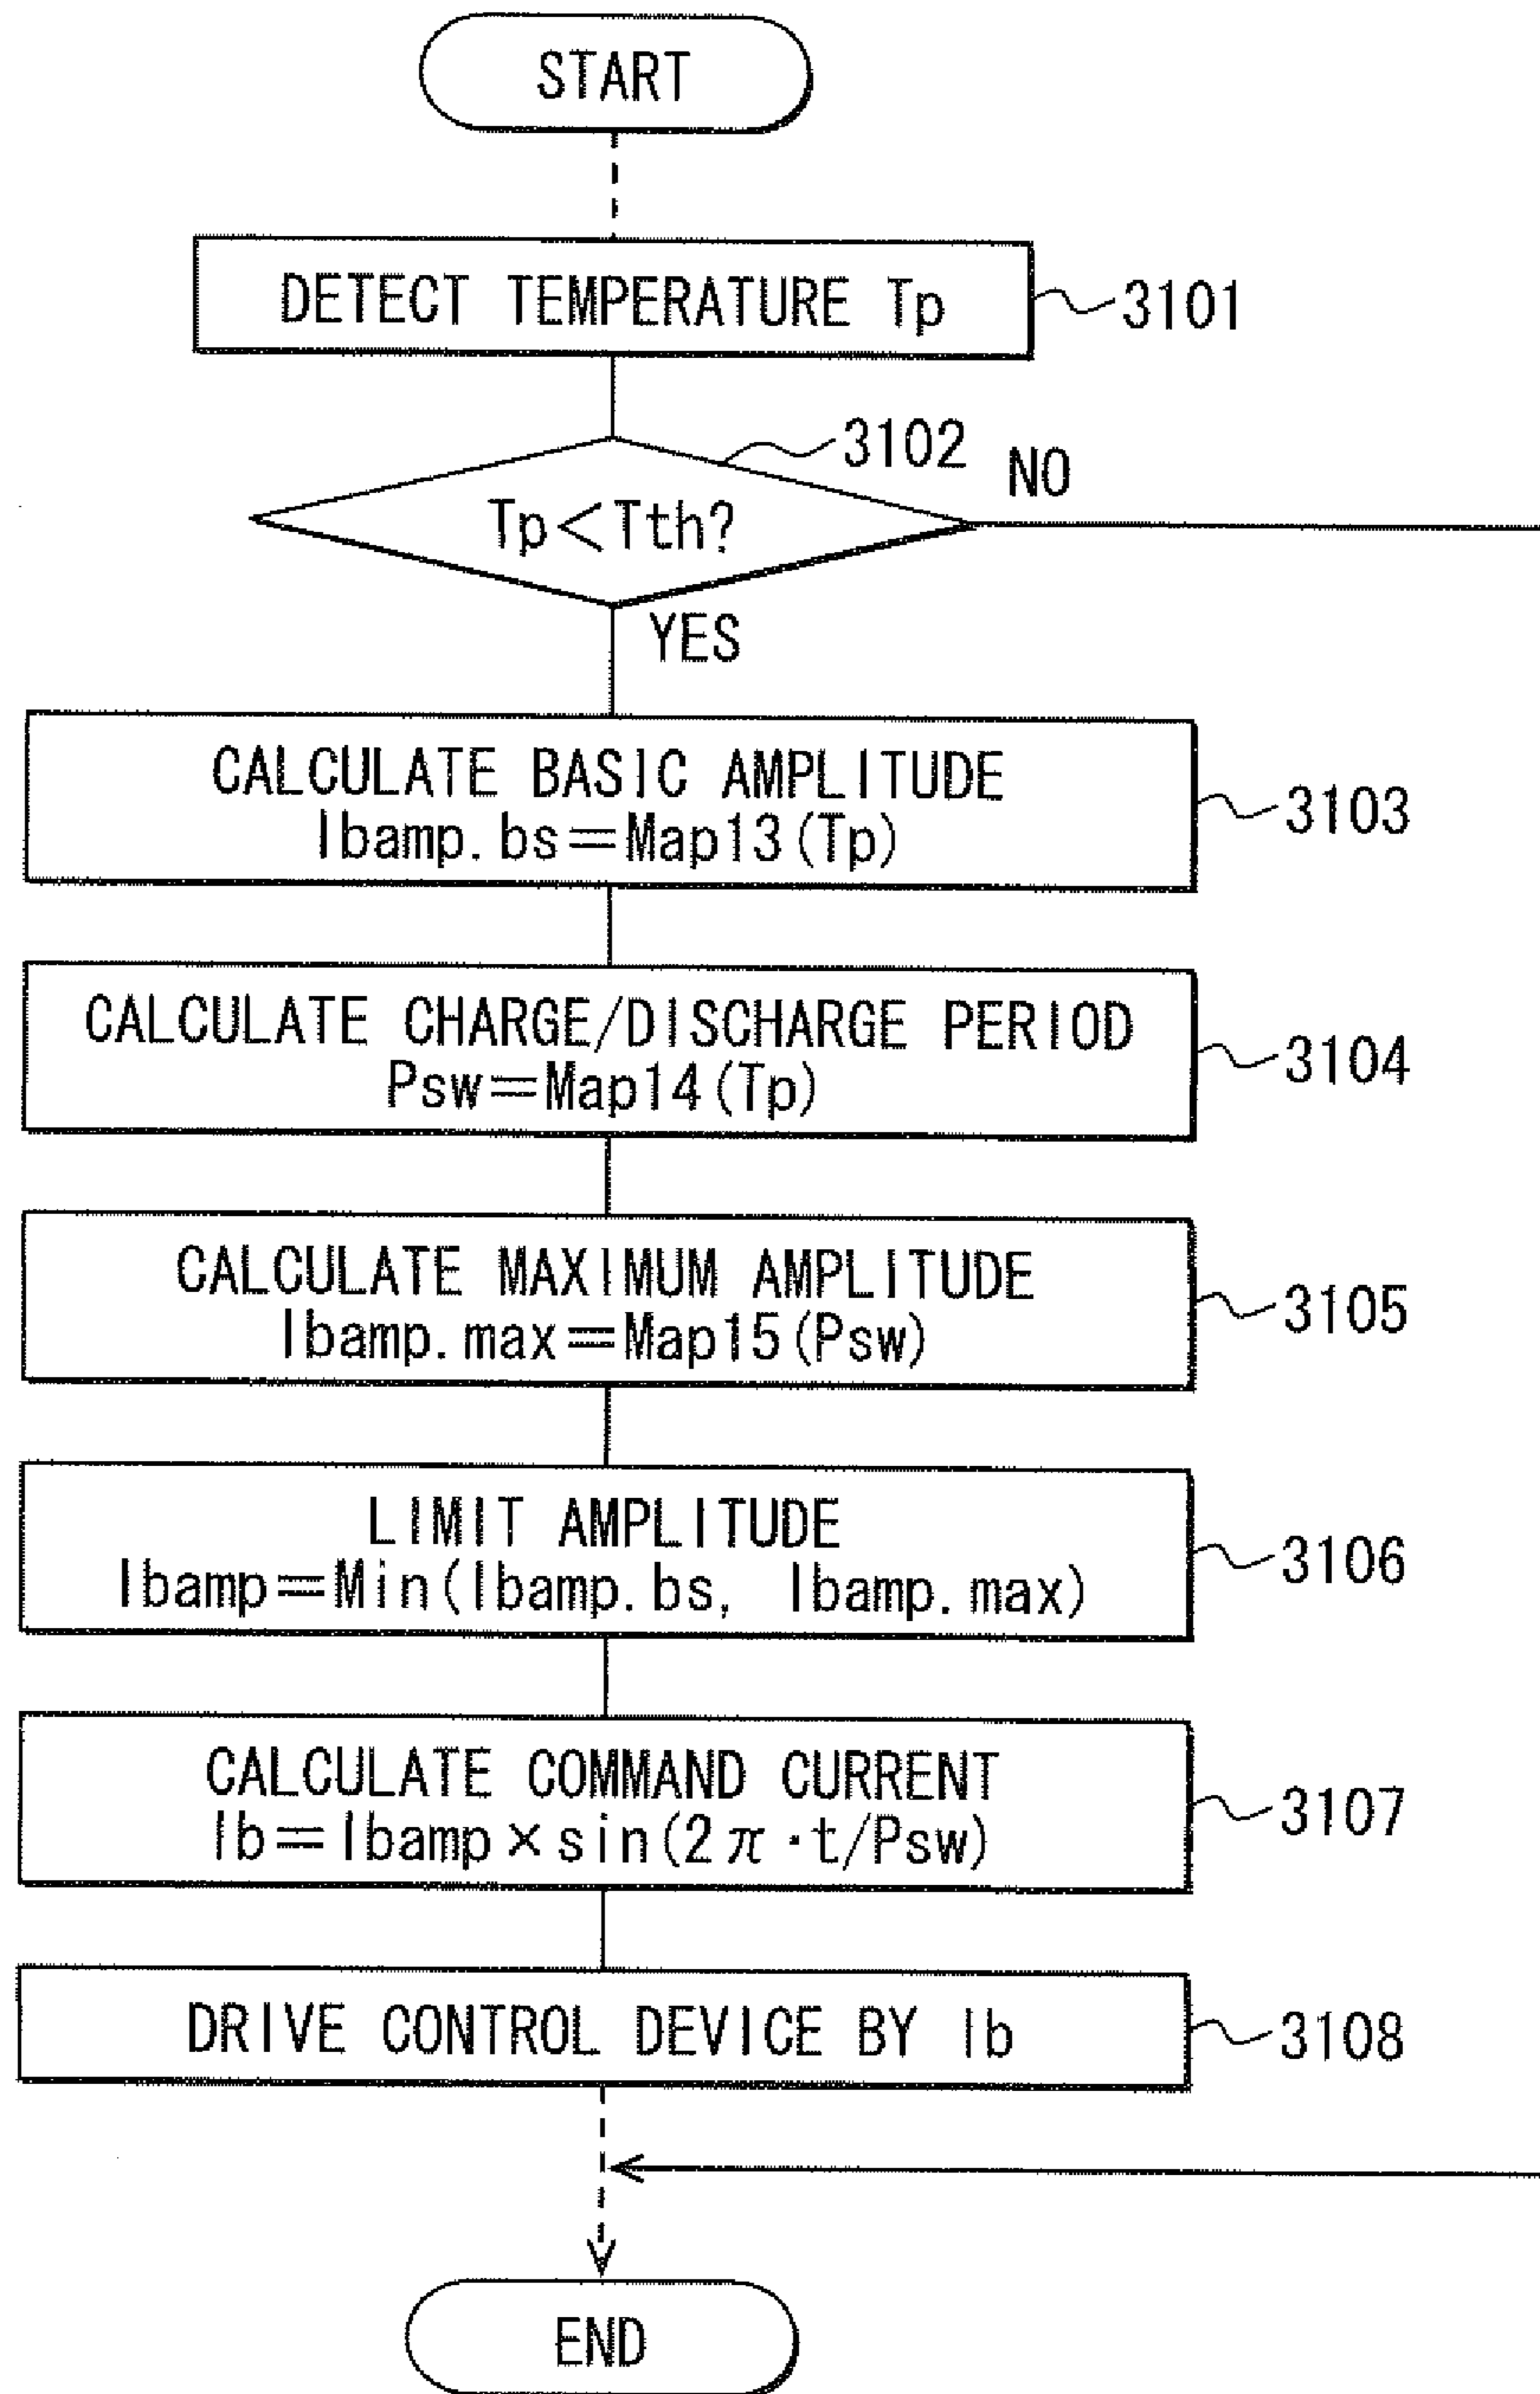 START
DETECT TEMPERATURE Tp
3101
3102
NO
Tp<Tth?
YES
CALCULATE BASIC AMPLITUDE
Ibamp.bs=Map13(Tp)
3103
CALCULATE CHARGE/DISCHARGE PERIOD
Psw=Map14(Tp)
3104
CALCULATE MAXIMUM AMPLITUDE
Ibamp.max=Map15(Psw)
3105
LIMIT AMPLITUDE
Ibamp=Min(Ibamp.bs, Ibamp.max)
3106
CALCULATE COMMAND CURRENT
Ib=Ibamp×sin(2π·t/Psw)
3107
DRIVE CONTROL DEVICE BY Ib
3108
END